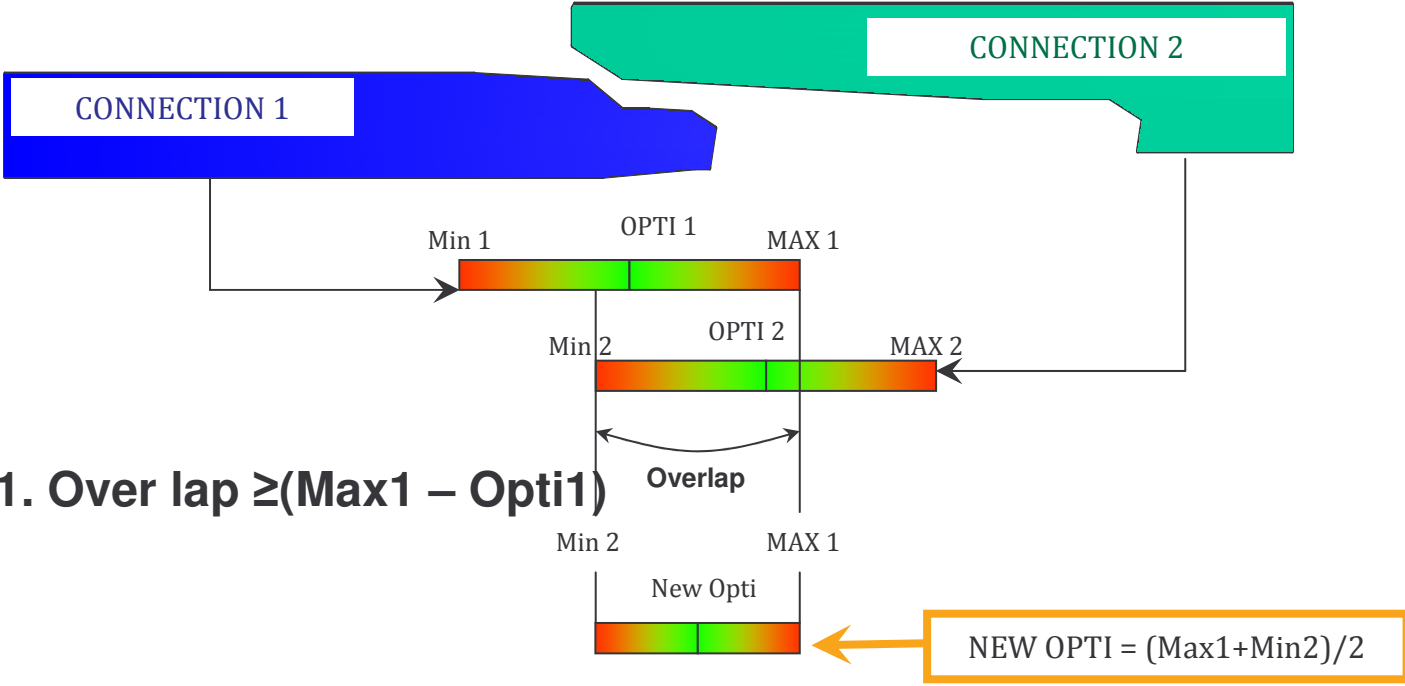 CONNECTION 2
CONNECTION 1
OPTI 1
Min 1
MAX 1
OPTI 2
Min 2
MAX 2
Overlap
1. Over lap ≥(Max1 – Opti1)
Min 2
MAX 1
New Opti
NEW OPTI = (Max1+Min2)/2